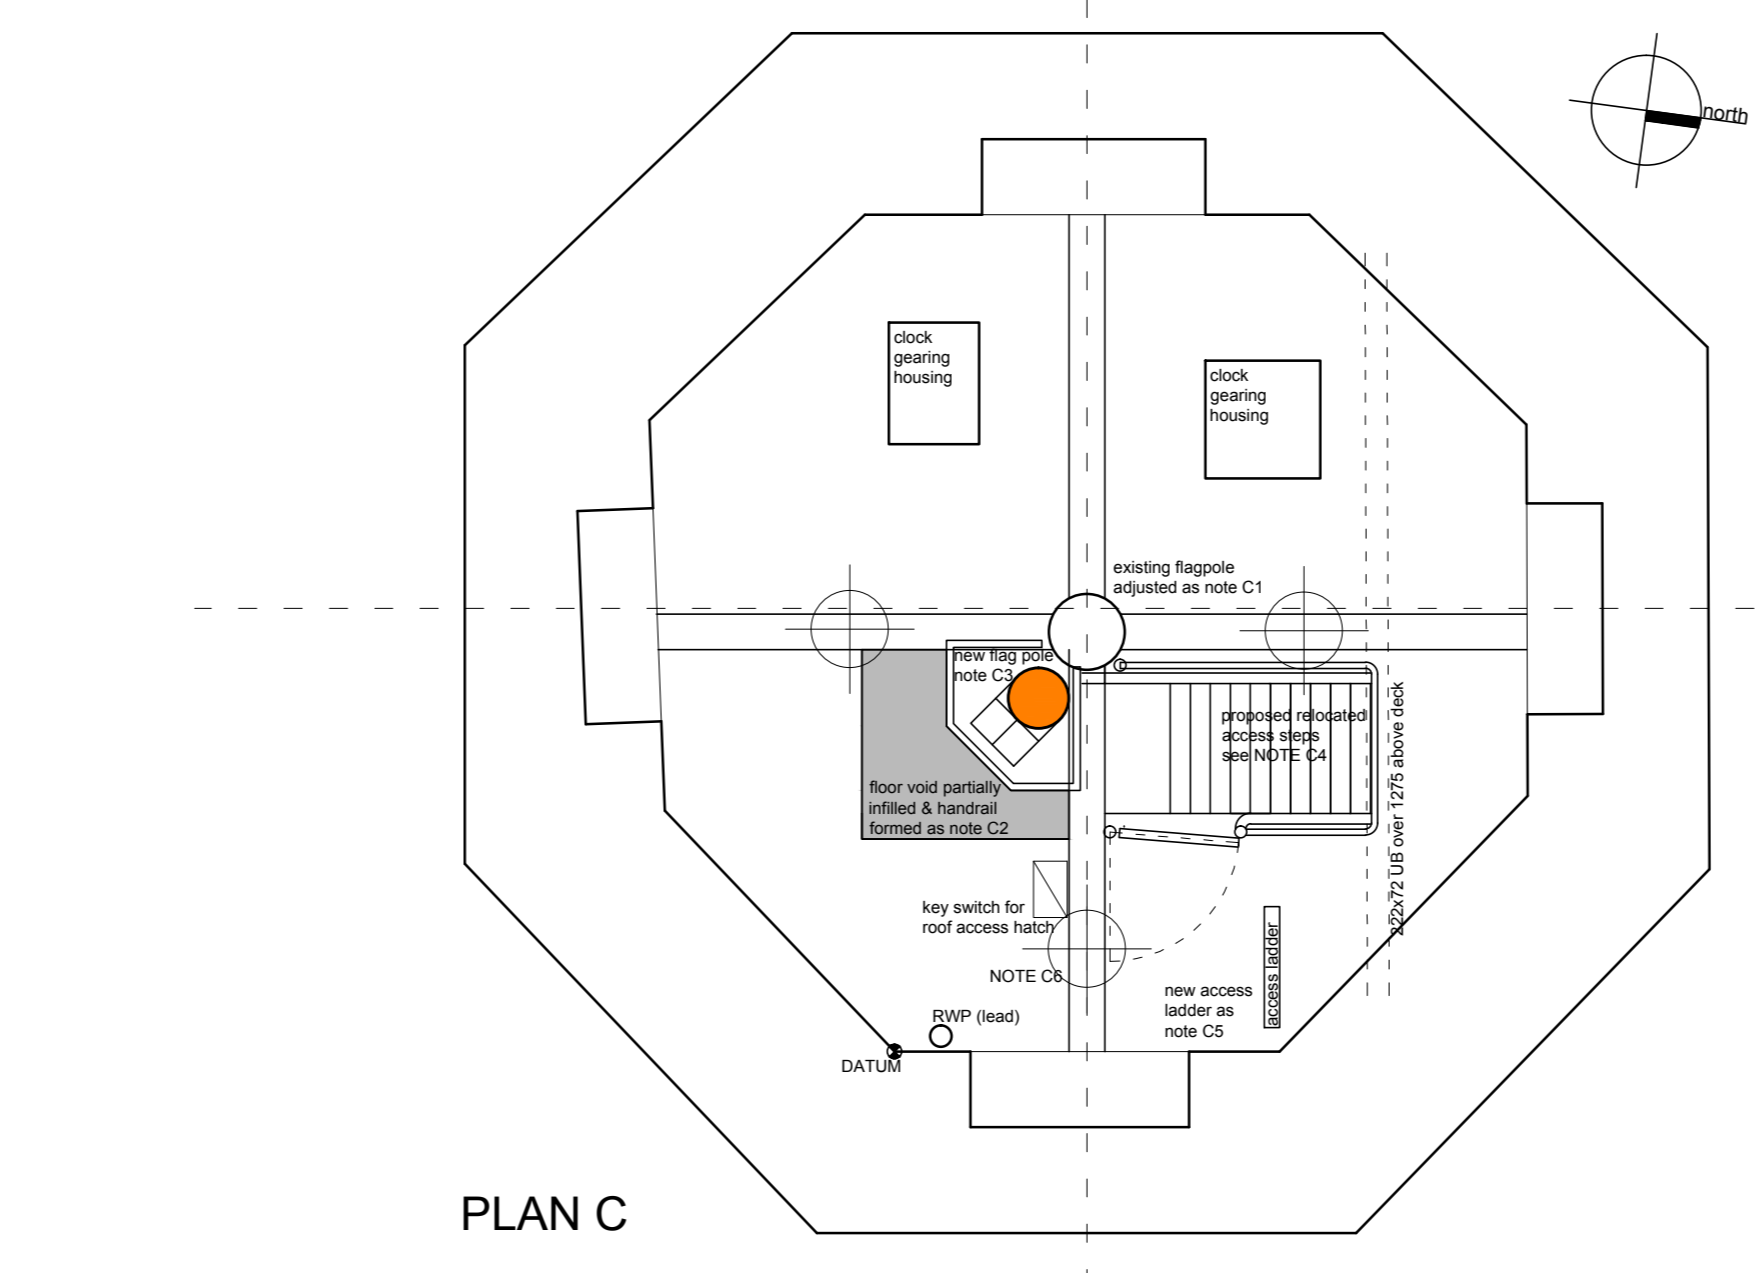 north
clock
gearing
housing
clock
gearing
housing
existing flagpole
adjusted as note C1
new flag pole
note C3
proposed relocated
access steps
see NOTE C4
222x72 UB over 1275 above deck
floor void partially
infilled & handrail
formed as note C2
key switch for
roof access hatch
NOTE C6
access ladder
new access
ladder as
note C5
RWP (lead)
DATUM
PLAN C